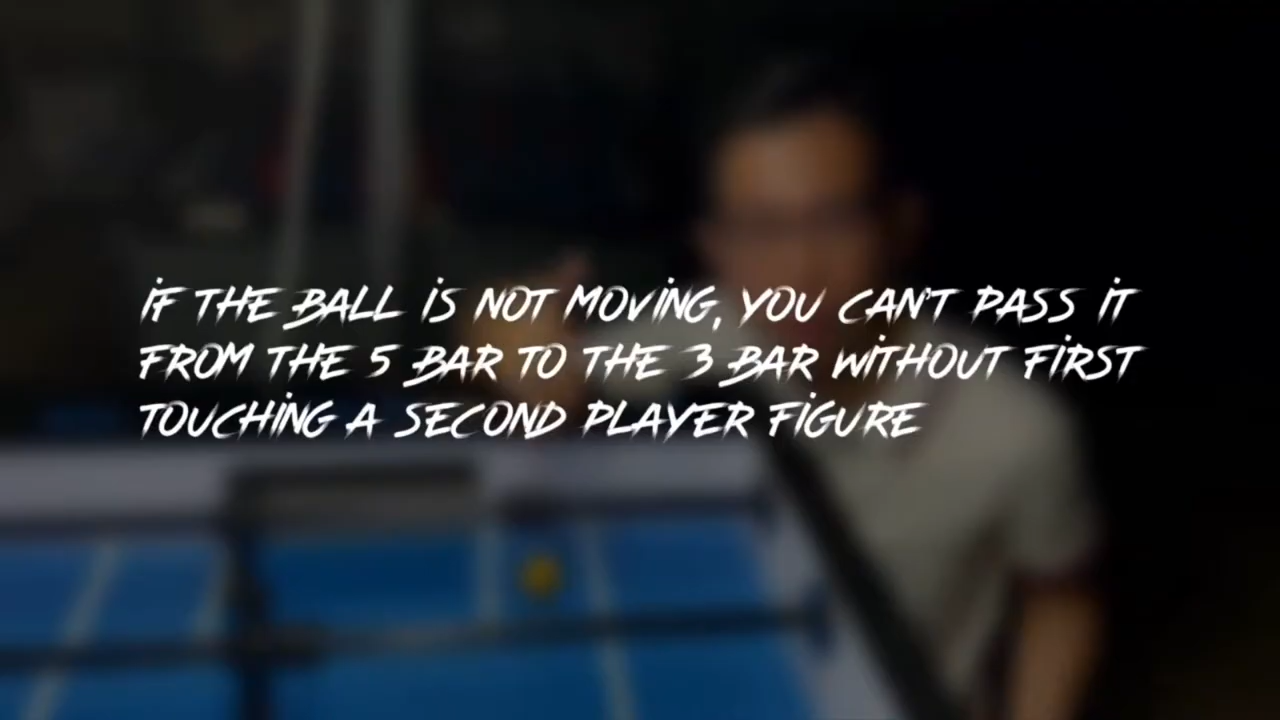 IF THE BALL IS NOT MOVING, YOU CAN'T PASS IT
FROM THE 5 BAR TO THE 3 BAR WITHOUT FIRST
TOUCHING A SECOND PLAYER FIGURE